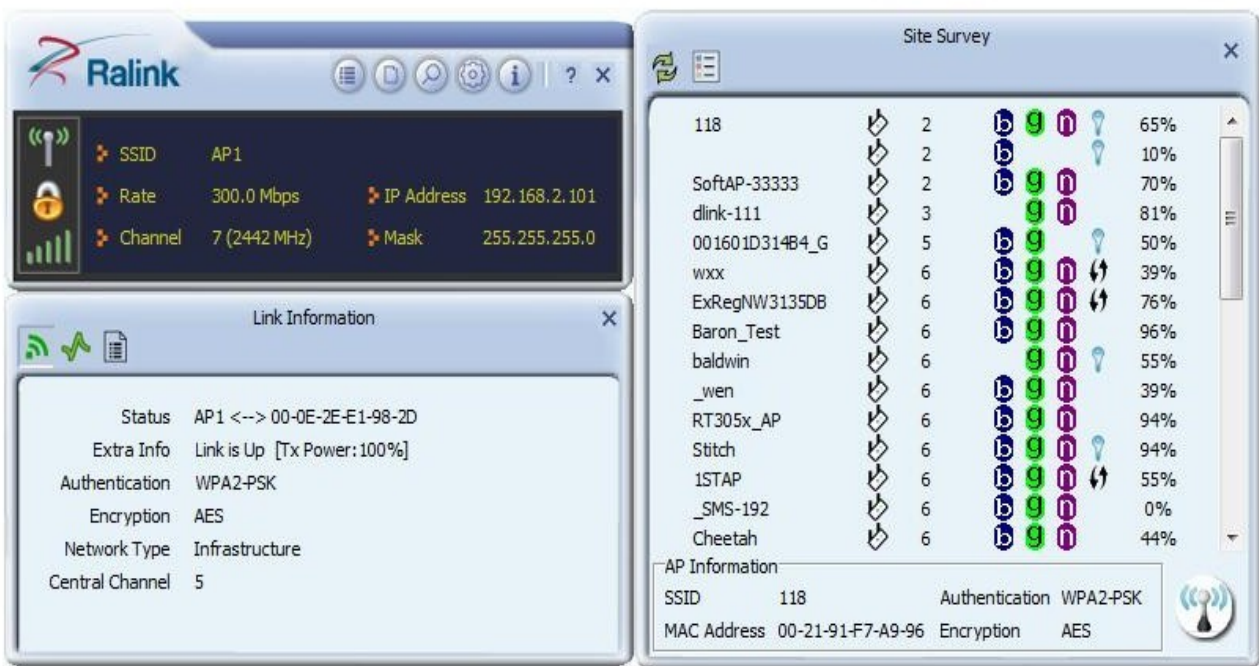 Ralink
? X
SSID AP1
Rate 300.0 Mbps IP Address 192.168.2.101
Channel 7 (2442 MHz) Mask 255.255.255.0
Link Information
Status AP1 <--> 00-0E-2E-E1-98-2D
Extra Info Link is Up [Tx Power:100%]
Authentication WPA2-PSK
Encryption AES
Network Type Infrastructure
Central Channel 5
Site Survey
118 2 b g n 65%
2 b 10%
SoftAP-33333 2 b g n 70%
dlink-111 3 g n 81%
001601D314B4_G 5 b g 50%
wxx 6 b g n 39%
ExRegNW3135DB 6 b g n 76%
Baron_Test 6 b g n 96%
baldwin 6 g n 55%
_wen 6 b g n 39%
RT305x_AP 6 b g n 94%
Stitch 6 b g n 94%
1STAP 6 b g n 55%
_SMS-192 6 b g n 0%
Cheetah 6 b g n 44%
AP Information
SSID 118 Authentication WPA2-PSK
MAC Address 00-21-91-F7-A9-96 Encryption AES